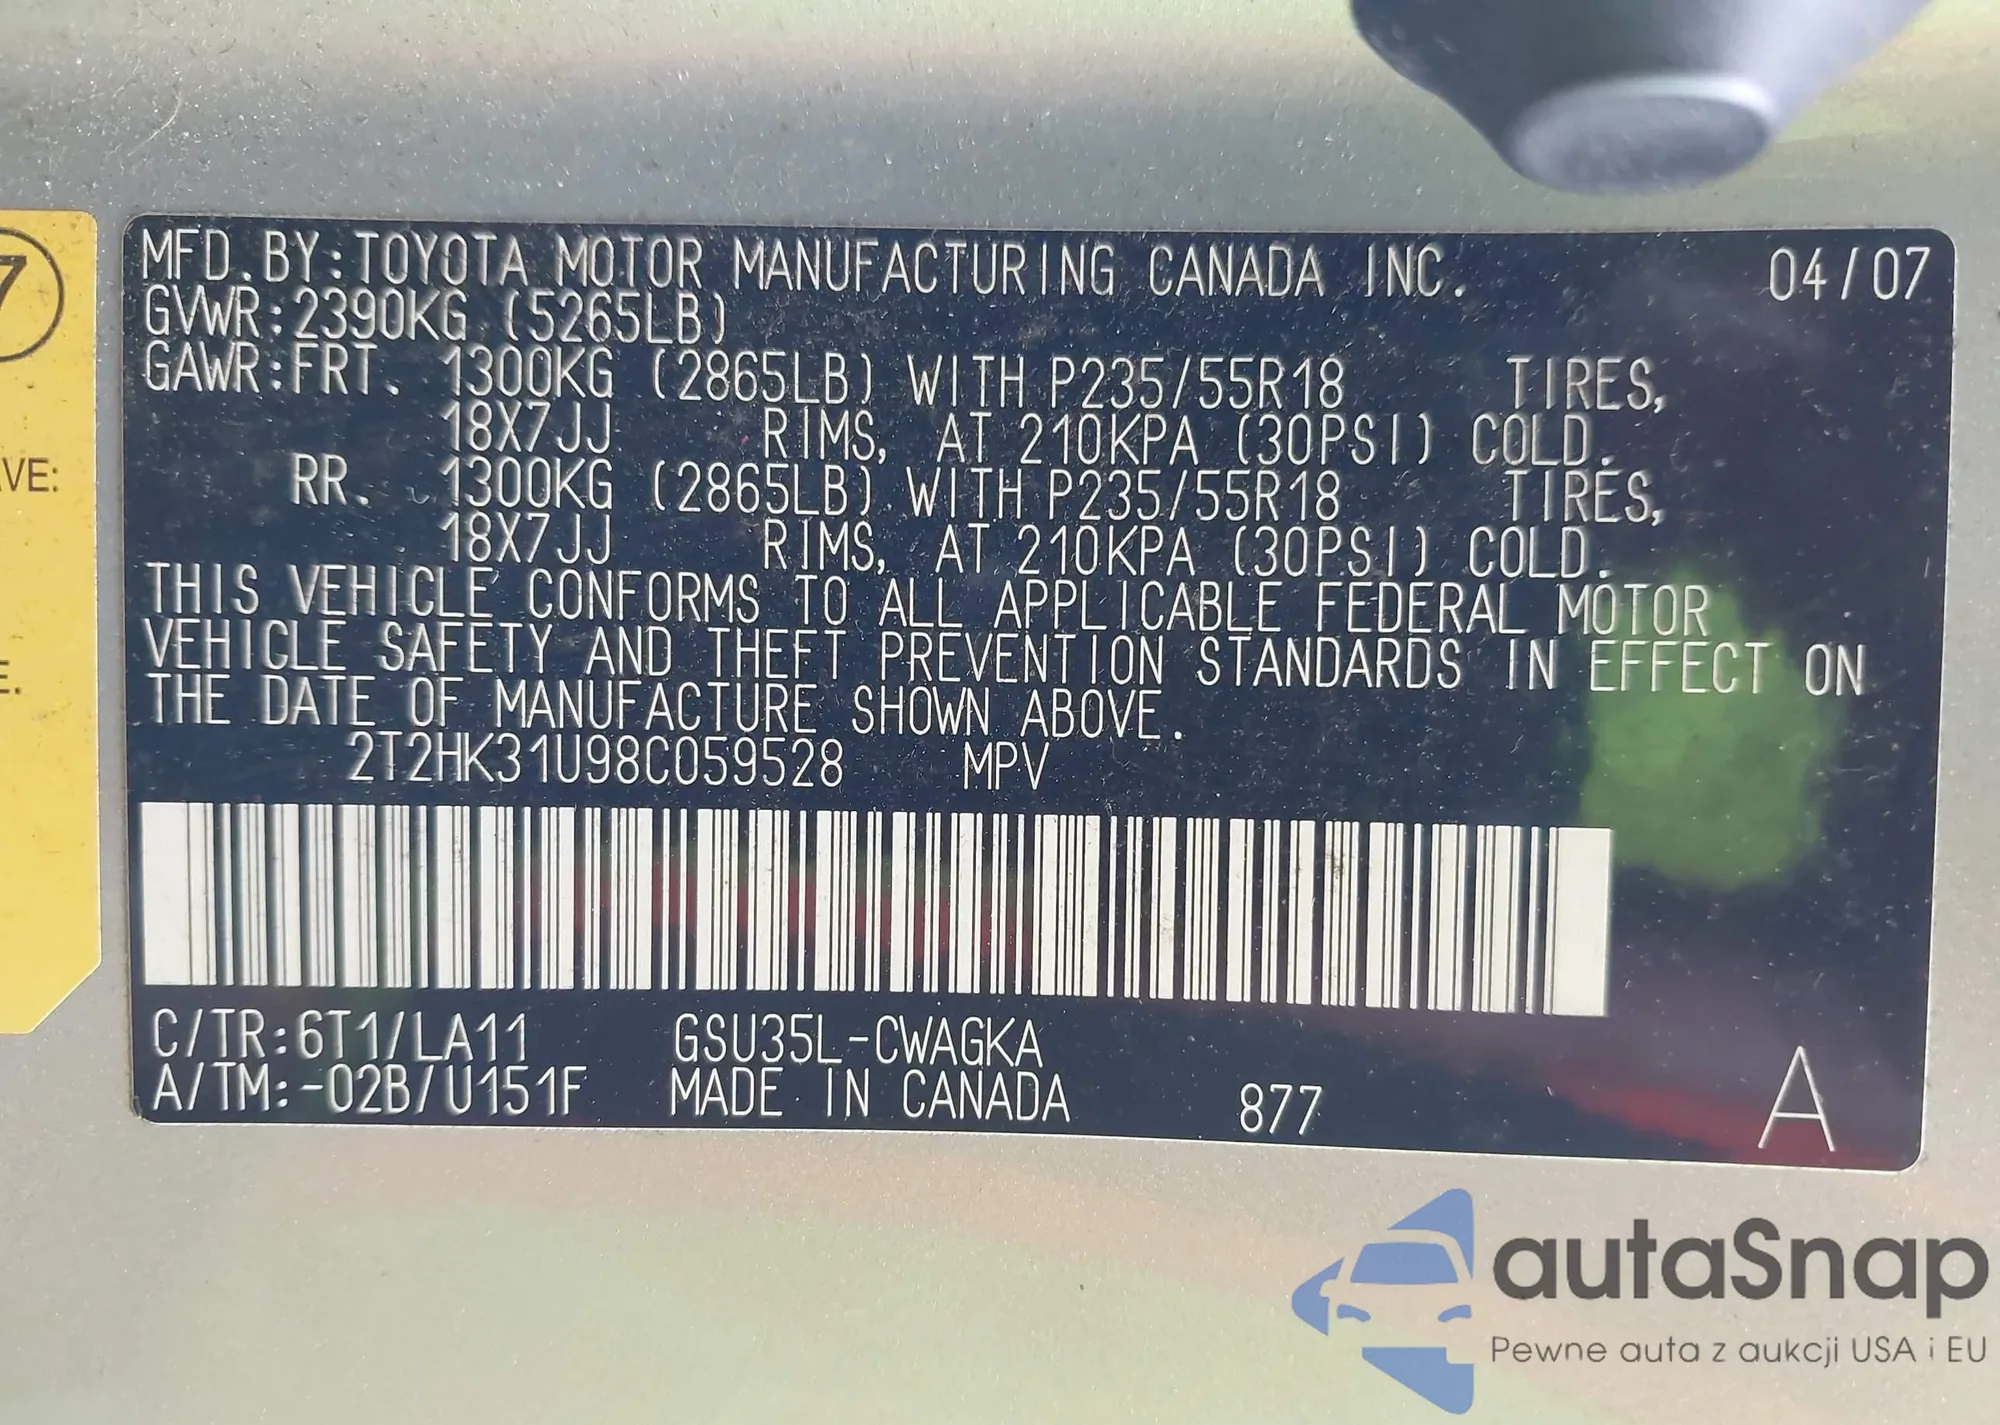 MFD.BY:TOYOTA MOTOR MANUFACTURING CANADA INC. 04/07
GVWR:2390KG (5265LB)
GAWR:FRT. 1300KG (2865LB) WITH P235/55R18 TIRES,
18X7JJ RIMS, AT 210KPA (30PSI) COLD.
RR. 1300KG (2865LB) WITH P235/55R18 TIRES,
18X7JJ RIMS, AT 210KPA (30PSI) COLD.
THIS VEHICLE CONFORMS TO ALL APPLICABLE FEDERAL MOTOR
VEHICLE SAFETY AND THEFT PREVENTION STANDARDS IN EFFECT ON
THE DATE OF MANUFACTURE SHOWN ABOVE.
2T2HK31U98C059528 MPV
C/TR:6T1/LA11 GSU35L-CWAGKA
A/TM:-02B/U151F MADE IN CANADA 877 A
7
VE:
E.
autaSnap
Pewne auta z aukcji USA i EU